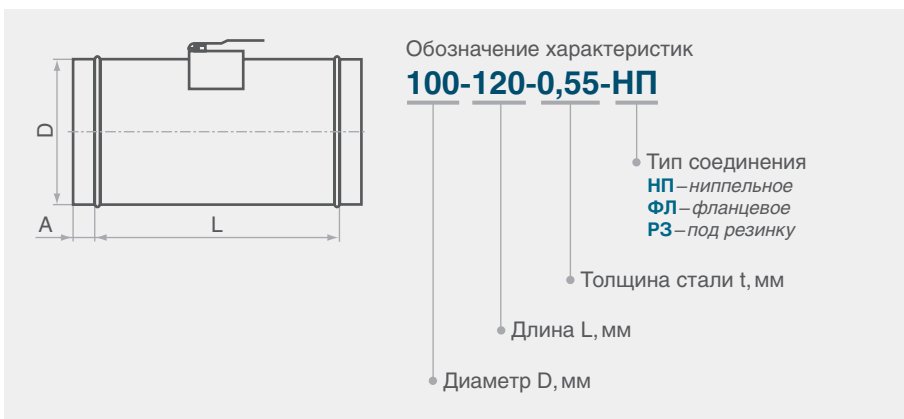 D
A
L
Обозначение характеристик
100-120-0,55-НП
Тип соединения
НП–ниппельное
ФЛ–фланцевое
РЗ–под резинку
Толщина стали t, мм
Длина L, мм
Диаметр D, мм